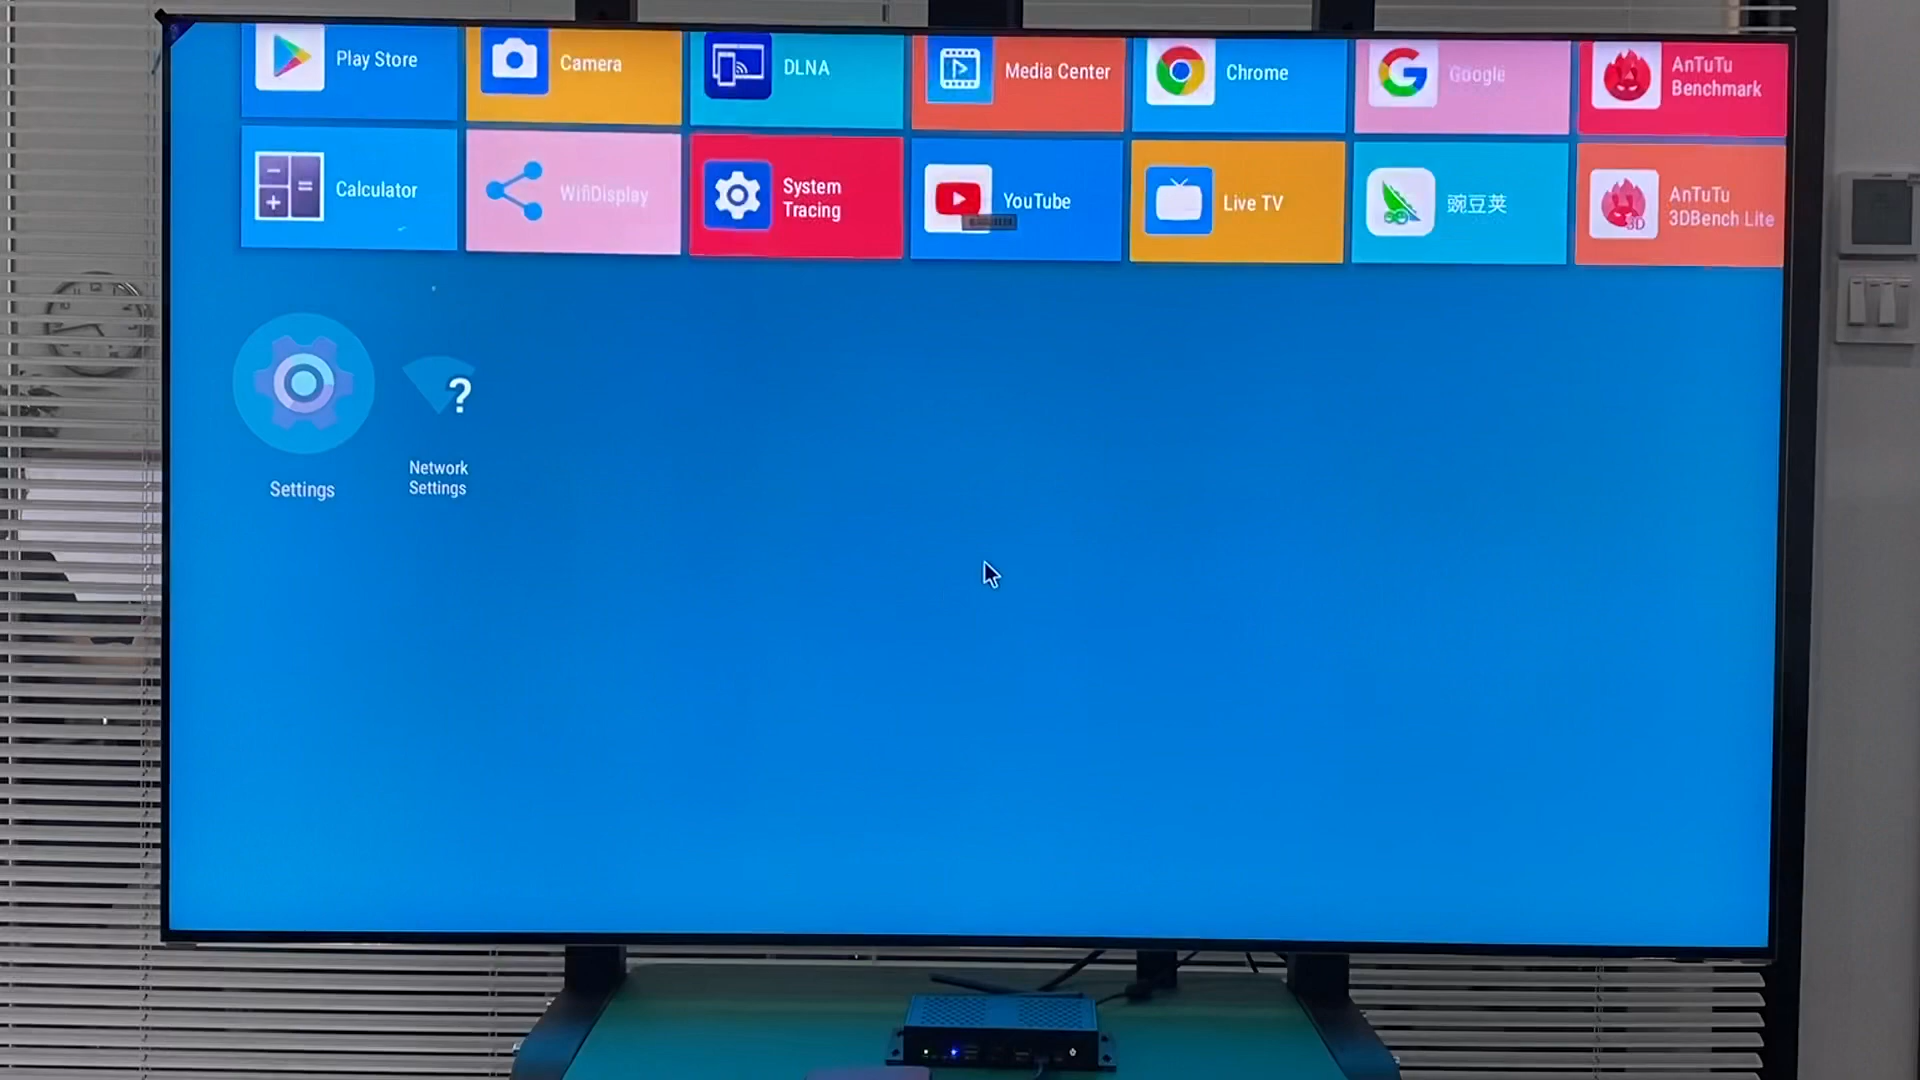 Play Store
Camera
DLNA
Media Center
Chrome
Google
AnTuTu
Benchmark
Calculator
WifiDisplay
System
Tracing
YouTube
Live TV
豌豆荚
AnTuTu
3DBench Lite
3D
Settings
?
Network
Settings